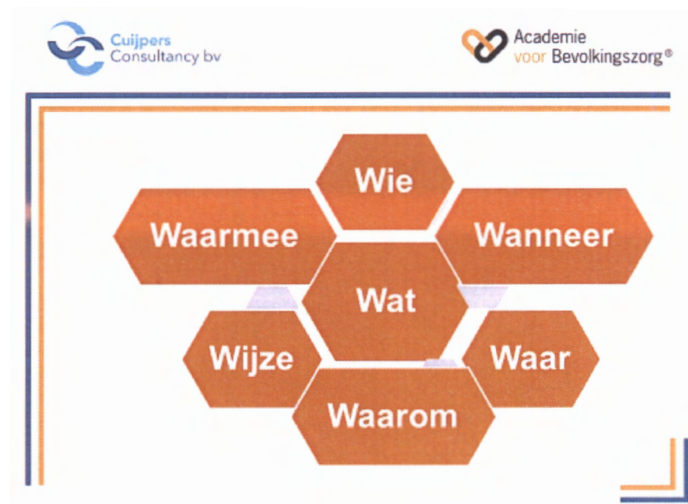 Cuijpers
Consultancy bv
Academie
voor Bevolkingszorg®
Wie
Waarmee
Wanneer
Wat
Wijze
Waar
Waarom